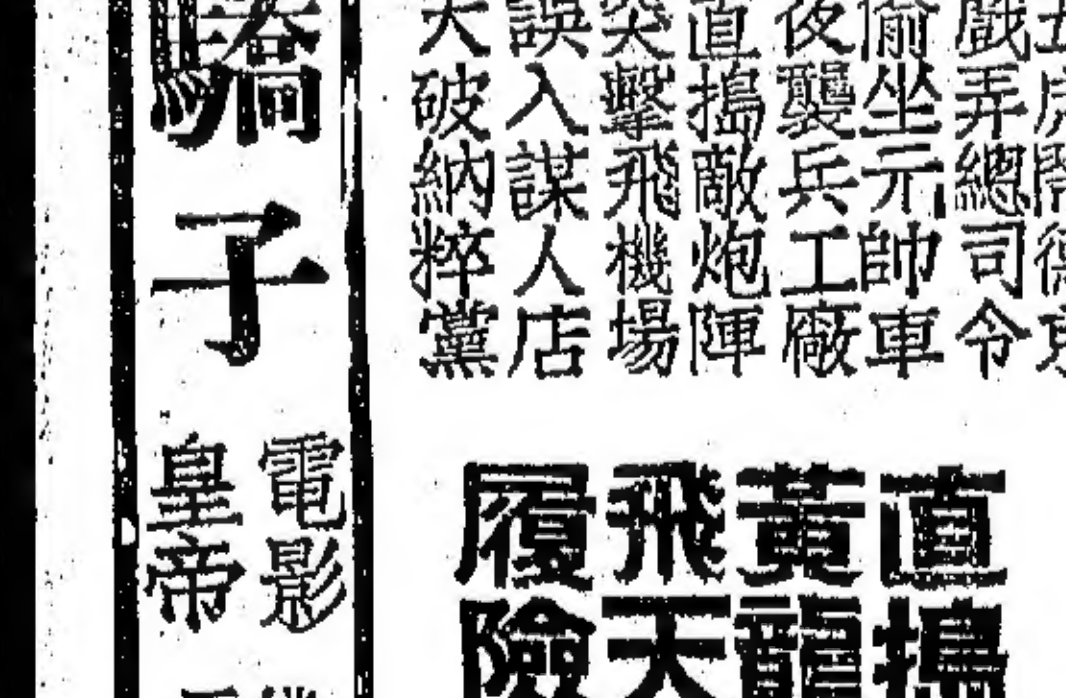 戲弄總司令
偷坐元帥車
夜襲兵工廠
直搗敵炮陣
突擊飛機場
誤入謀人店
大破納粹黨
直搗
黃龍
飛天
履險
驕子
電影
皇帝